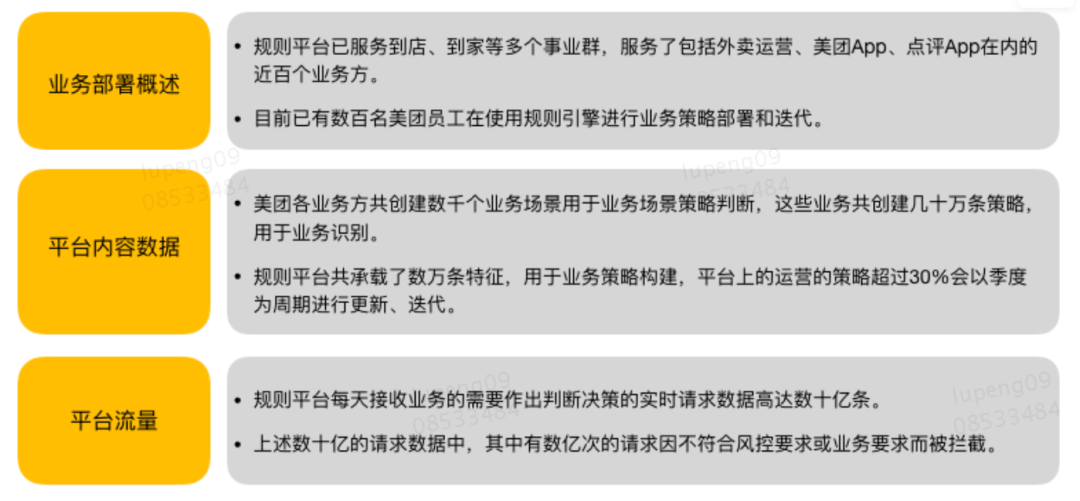 业务部署概述
• 规则平台已服务到店、到家等多个事业群，服务了包括外卖运营、美团App、点评App在内的
近百个业务方。
• 目前已有数百名美团员工在使用规则引擎进行业务策略部署和迭代。
lupeng09
08533484
lupeng09
08533484
平台内容数据
• 美团各业务方共创建数千个业务场景用于业务场景策略判断，这些业务共创建几十万条策略，
用于业务识别。
• 规则平台共承载了数万条特征，用于业务策略构建，平台上的运营的策略超过30%会以季度
为周期进行更新、迭代。
平台流量
• 规则平台每天接收业务的需要作出判断决策的实时请求数据高达数十亿条。
• 上述数十亿的请求数据中，其中有数亿次的请求因不符合风控要求或业务要求而被拦截。
lupeng09
08533484
lupeng09
08533484